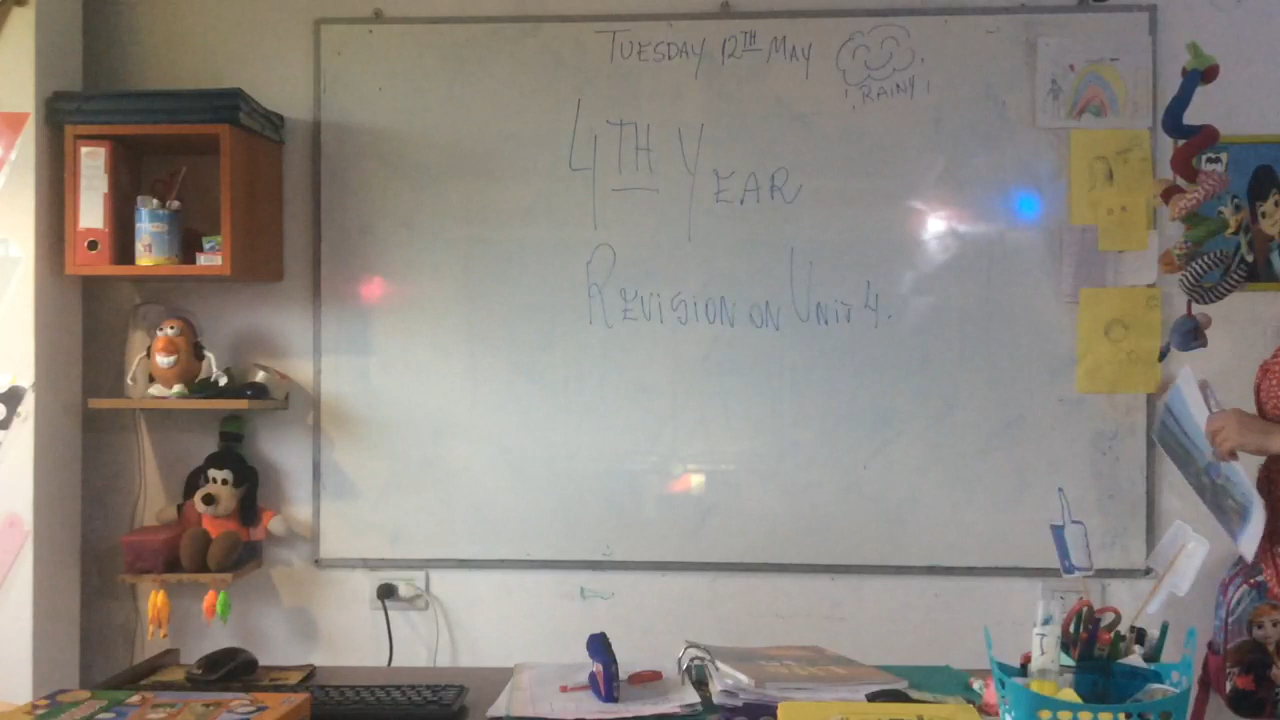 TUESDAY 12TH MAY
RAINY
4TH YEAR
REVISION ON UNIT 4.